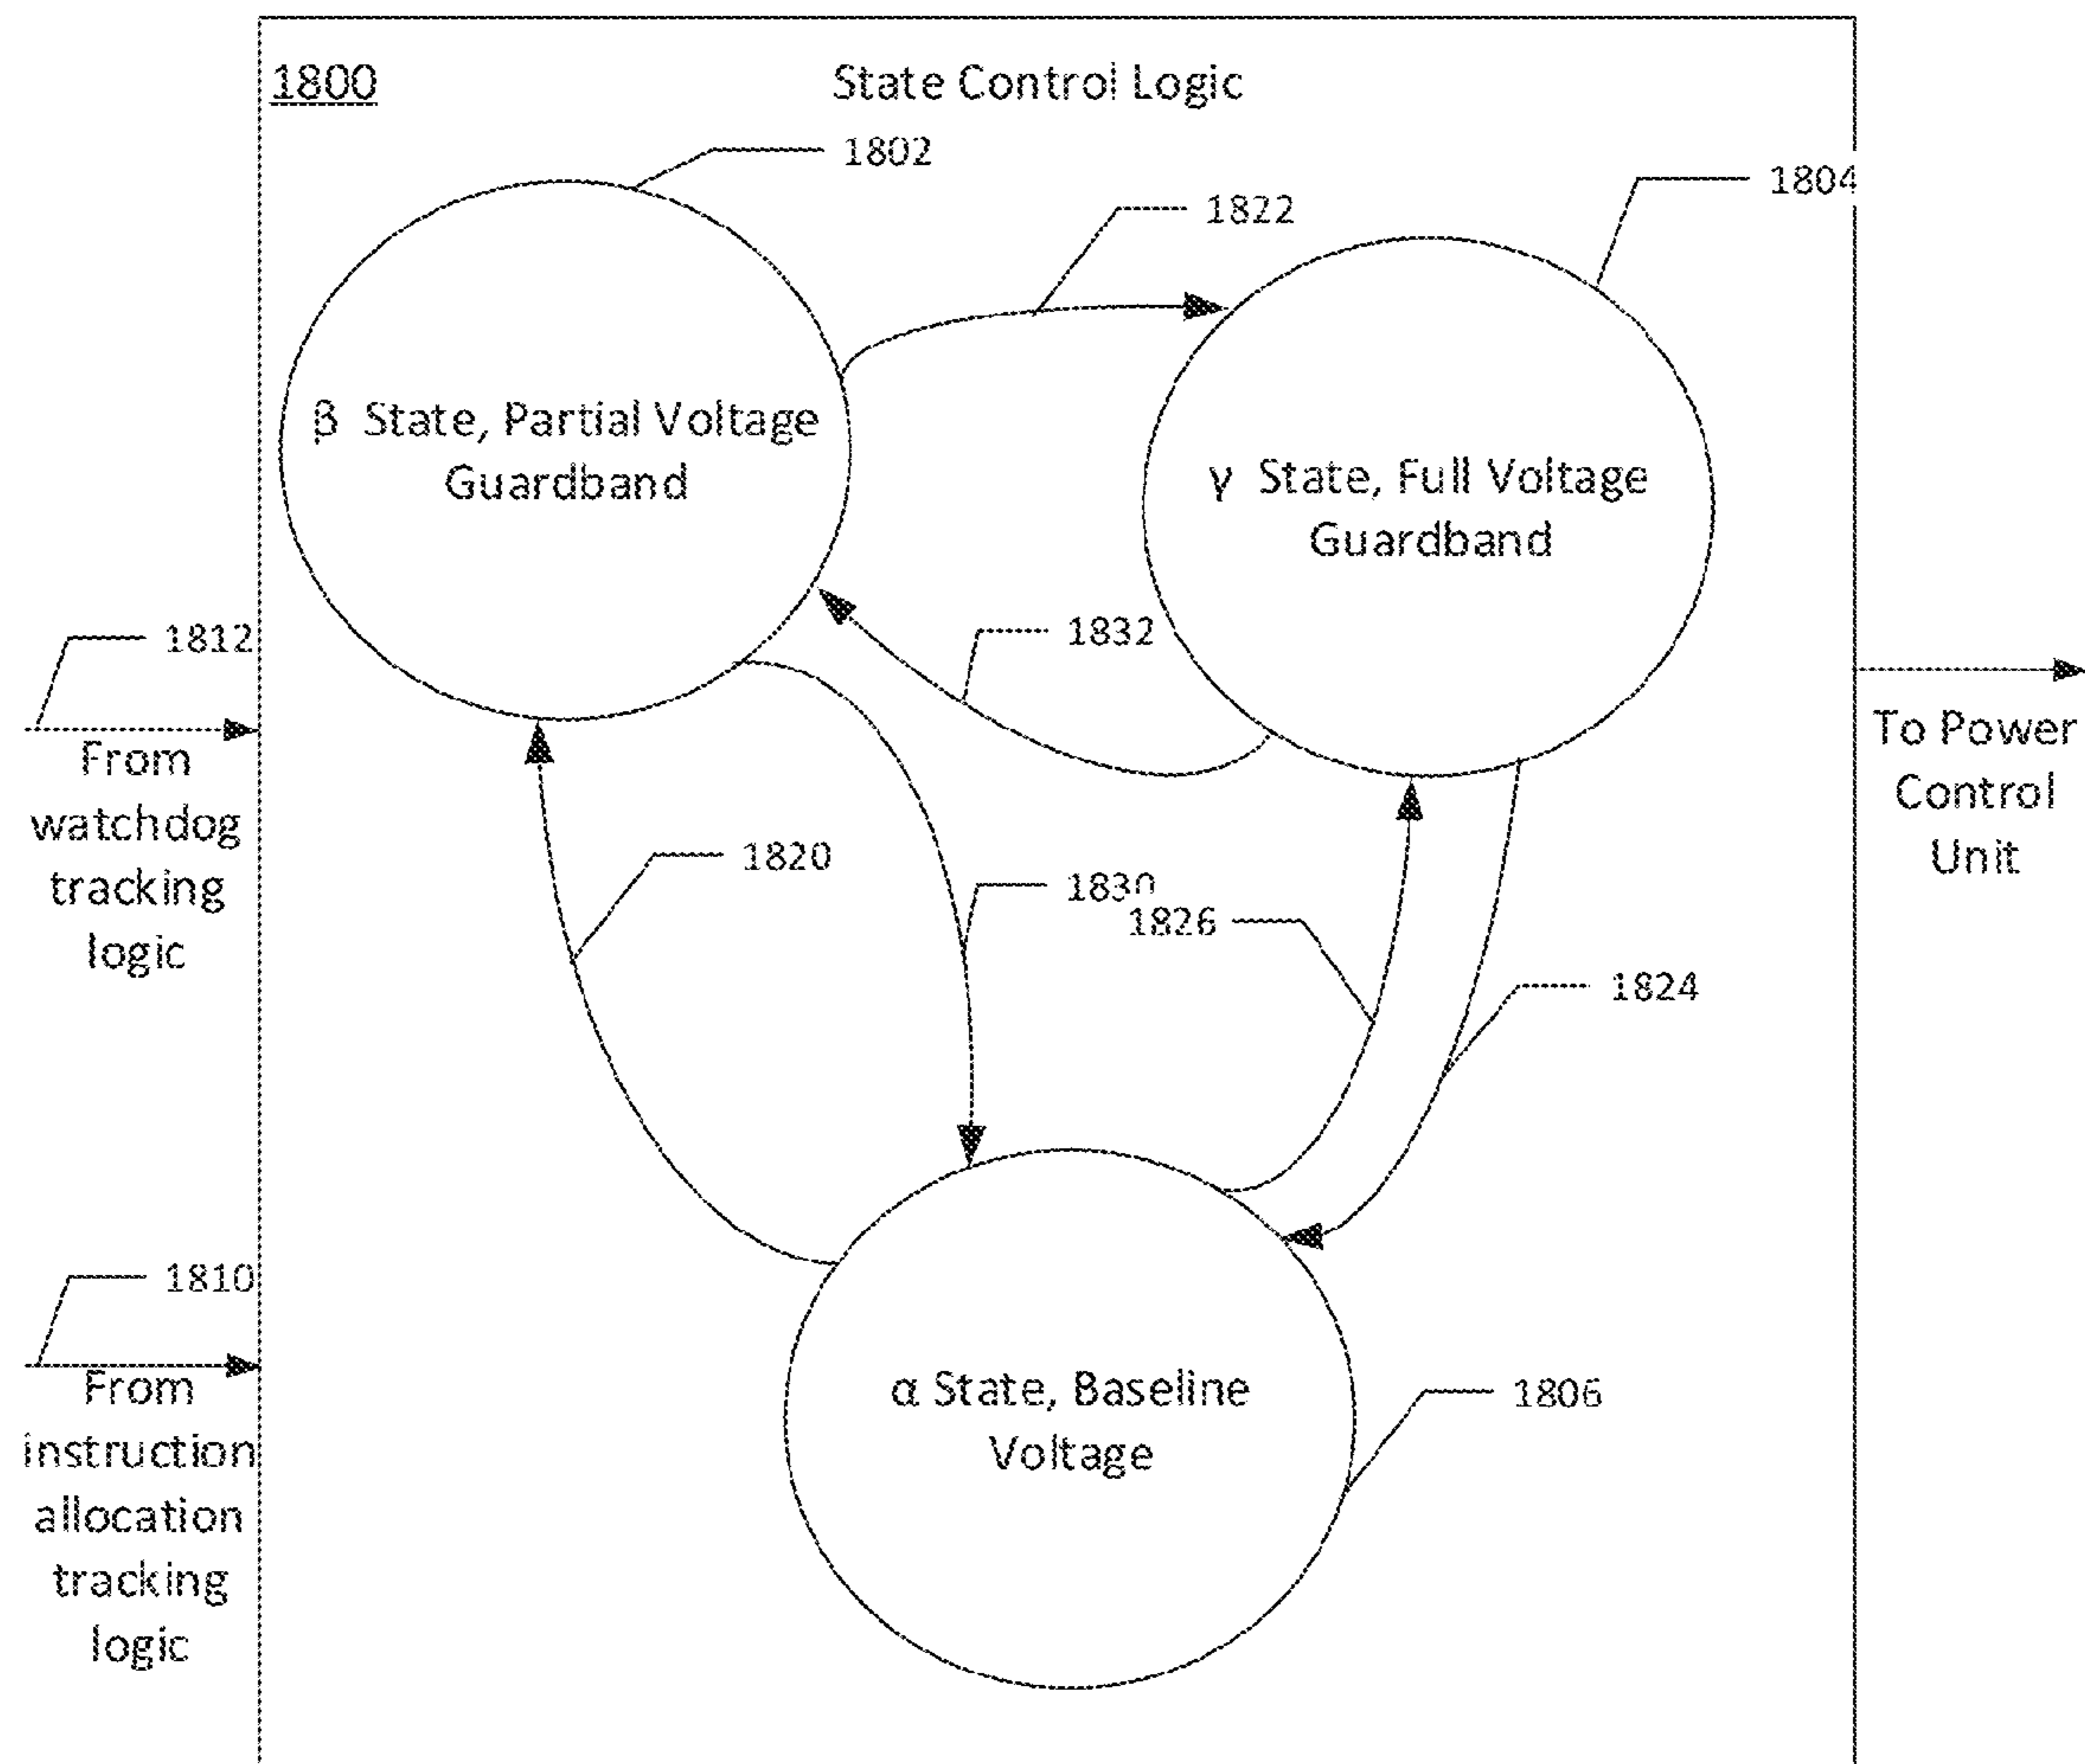 1800
State Control Logic
1802
1804
1822
β State, Partial Voltage
Guardband
γ State, Full Voltage
Guardband
1812
1832
From
watchdog
tracking
logic
To Power
Control
Unit
1820
1830
1826
1824
1810
From
instruction
allocation
tracking
logic
α State, Baseline
Voltage
1806